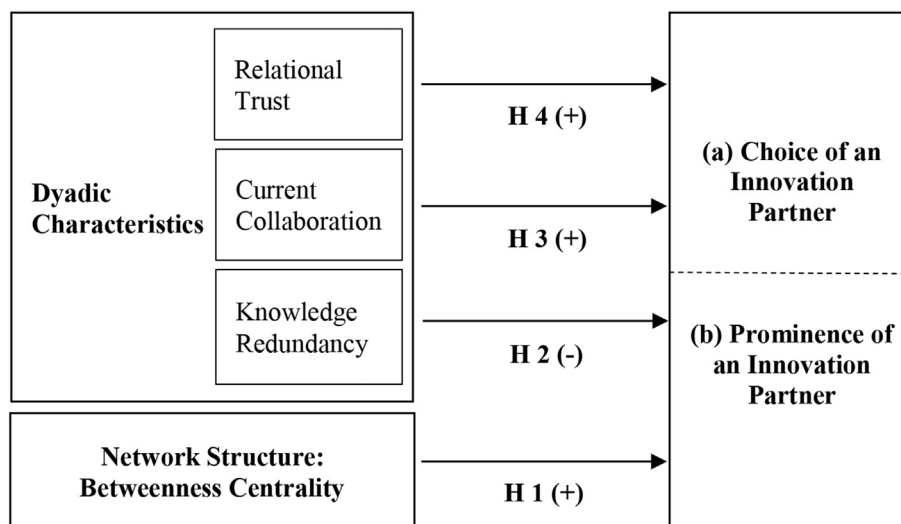 Relational
Trust
H 4 (+)
Dyadic
Characteristics
Current
Collaboration
H 3 (+)
Knowledge
Redundancy
H 2 (-)
Network Structure:
Betweenness Centrality
H 1 (+)
(a) Choice of an
Innovation
Partner
(b) Prominence of
an Innovation
Partner